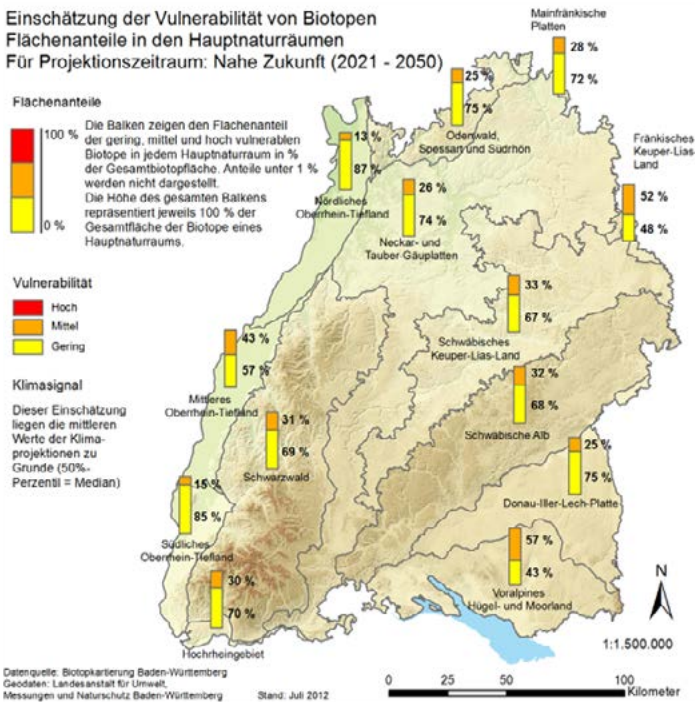 Einschätzung der Vulnerabilität von Biotopen
Flächenanteile in den Hauptnaturräumen
Für Projektionszeitraum: Nahe Zukunft (2021 - 2050)
Flächenanteile
100 %
0 %
Die Balken zeigen den Flächenanteil
der gering, mittel und hoch vulnerablen
Biotope in jedem Hauptnaturraum in %
der Gesamtbiotopfläche. Anteile unter 1 %
werden nicht dargestellt.
Die Höhe des gesamten Balkens
repräsentiert jeweils 100 % der
Gesamtfläche der Biotope eines
Hauptnaturraums.
Vulnerabilität
Hoch
Mittel
Gering
Klimasignal
Dieser Einschätzung
liegen die mittleren
Werte der Klima-
projektionen zu
Grunde (50%-
Perzentil = Median)
Mainfränkische
Platten
28 %
72 %
25 %
75 %
Odenwald,
Spessart und Südrhön
13 %
87 %
Nördliches
Oberrhein-Tiefland
Fränkisches
Keuper-Lias-
Land
52 %
48 %
26 %
74 %
Neckar- und
Tauber-Gäuplatten
33 %
67 %
Schwäbisches
Keuper-Lias-Land
43 %
57 %
Mittleres
Oberrhein-Tiefland
32 %
68 %
Schwäbische Alb
31 %
69 %
Schwarzwald
25 %
75 %
Donau-Iller-Lech-Platte
15 %
85 %
Südliches
Oberrhein-Tiefland
57 %
43 %
Voralpines
Hügel- und Moorland
30 %
70 %
Hochrheingebiet
N
1:1.500.000
Datenquelle: Biotopkartierung Baden-Württemberg
Geodaten: Landesanstalt für Umwelt,
Messungen und Naturschutz Baden-Württemberg Stand: Juli 2012
0 25 50 100
Kilometer